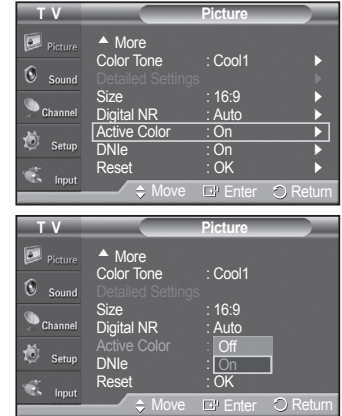 T V Picture
Picture
Sound
Channel
Setup
Input
▲ More
Color Tone : Cool1
Detailed Settings
Size : 16:9
Digital NR : Auto
Active Color : On
DNIe : On
Reset : OK
Move Enter Return
T V Picture
Picture
Sound
Channel
Setup
Input
▲ More
Color Tone : Cool1
Detailed Settings
Size : 16:9
Digital NR : Auto
Active Color : Off
DNIe : On
Reset : OK
Move Enter Return